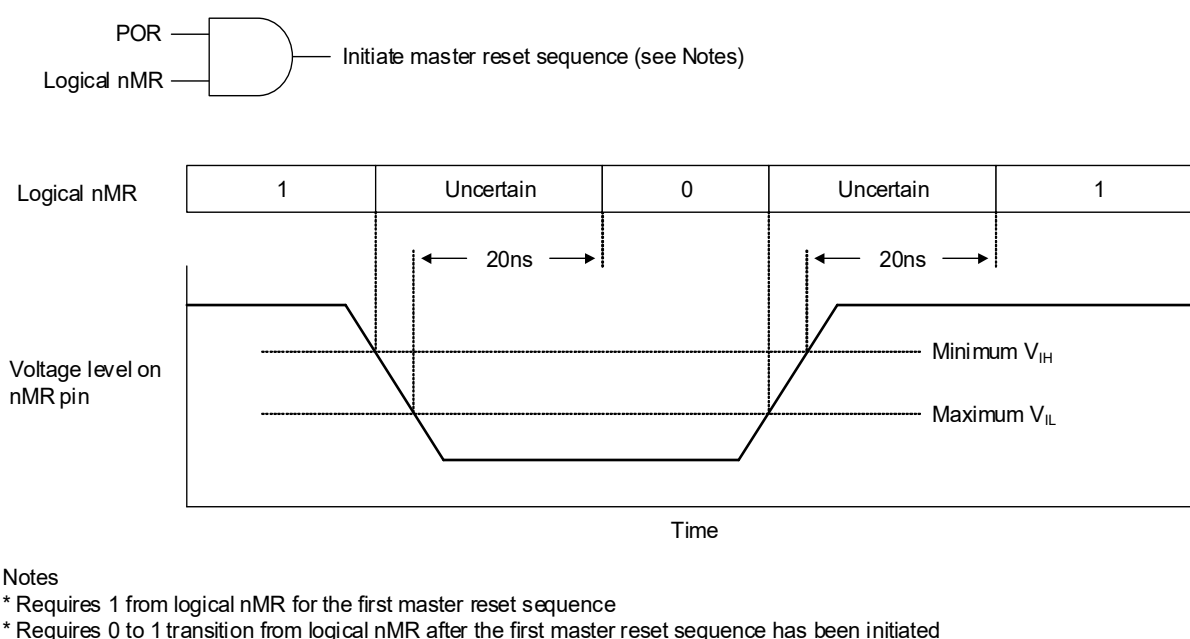 POR
Logical nMR
Initiate master reset sequence (see Notes)
Logical nMR
1
Uncertain
0
Uncertain
1
20ns
20ns
Voltage level on
nMR pin
Minimum VIH
Maximum VIL
Time
Notes
* Requires 1 from logical nMR for the first master reset sequence
* Requires 0 to 1 transition from logical nMR after the first master reset sequence has been initiated